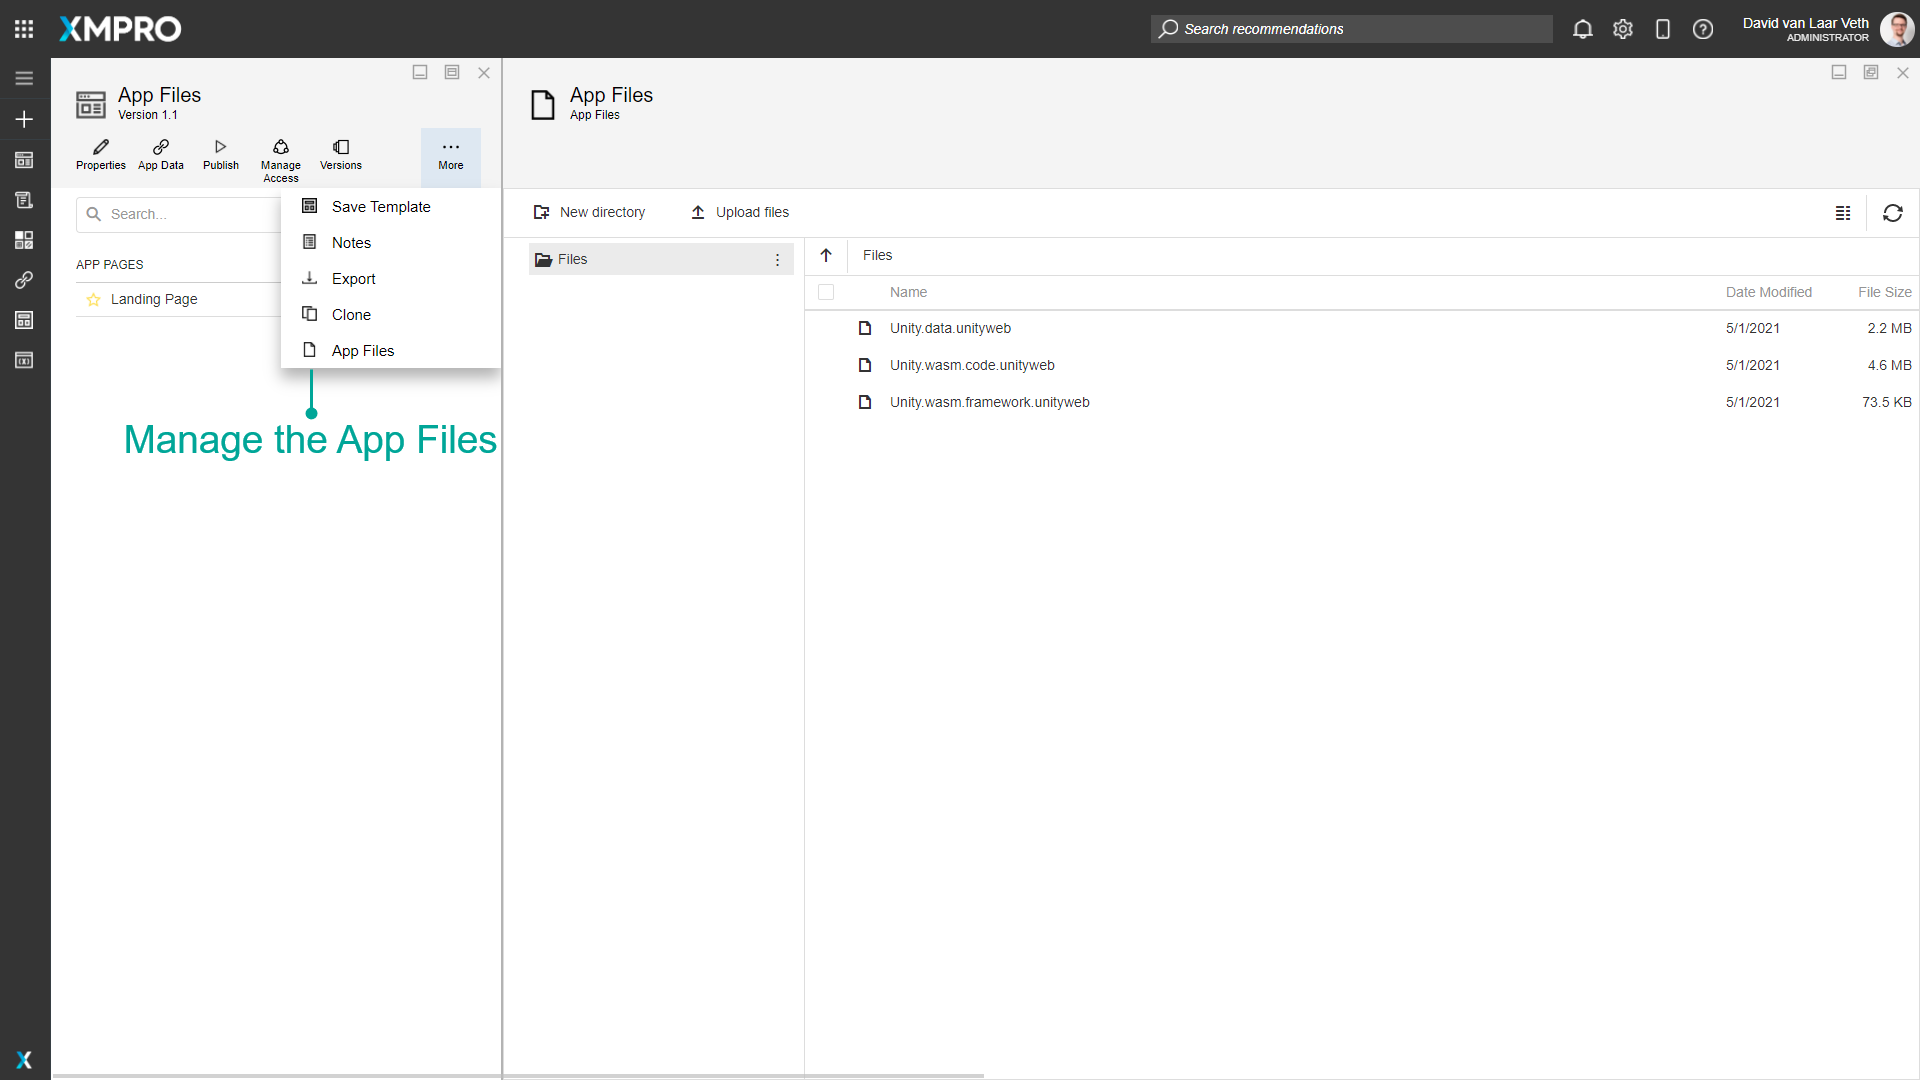 XMPRO
Search recommendations
David van Laar Veth
ADMINISTRATOR
App Files
Version 1.1
Properties
App Data
Publish
Manage
Access
Versions
More
Search...
APP PAGES
Landing Page
Save Template
Notes
Export
Clone
App Files
Manage the App Files
App Files
App Files
New directory
Upload files
Files
Files
Name Date Modified File Size
Unity.data.unityweb 5/1/2021 2.2 MB
Unity.wasm.code.unityweb 5/1/2021 4.6 MB
Unity.wasm.framework.unityweb 5/1/2021 73.5 KB